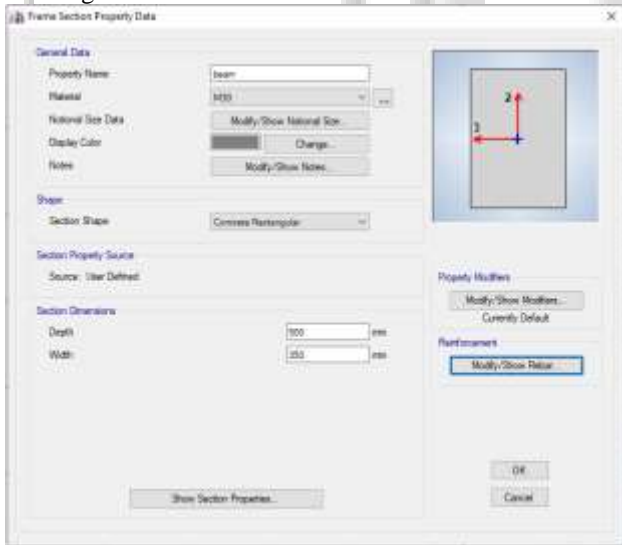 Frame Section Property Data
General Data
Property Name beam
Material M30 ...
Notional Size Data Modify/Show Notional Size...
Display Color Change...
Notes Modify/Show Notes...
Shape
Section Shape Concrete Rectangular
Section Property Source
Source: User Defined
Section Dimensions
Depth 500 mm
Width 350 mm
Show Section Properties...
2
3
Property Modifiers
Modify/Show Modifiers...
Currently Default
Reinforcement
Modify/Show Rebar...
OK
Cancel